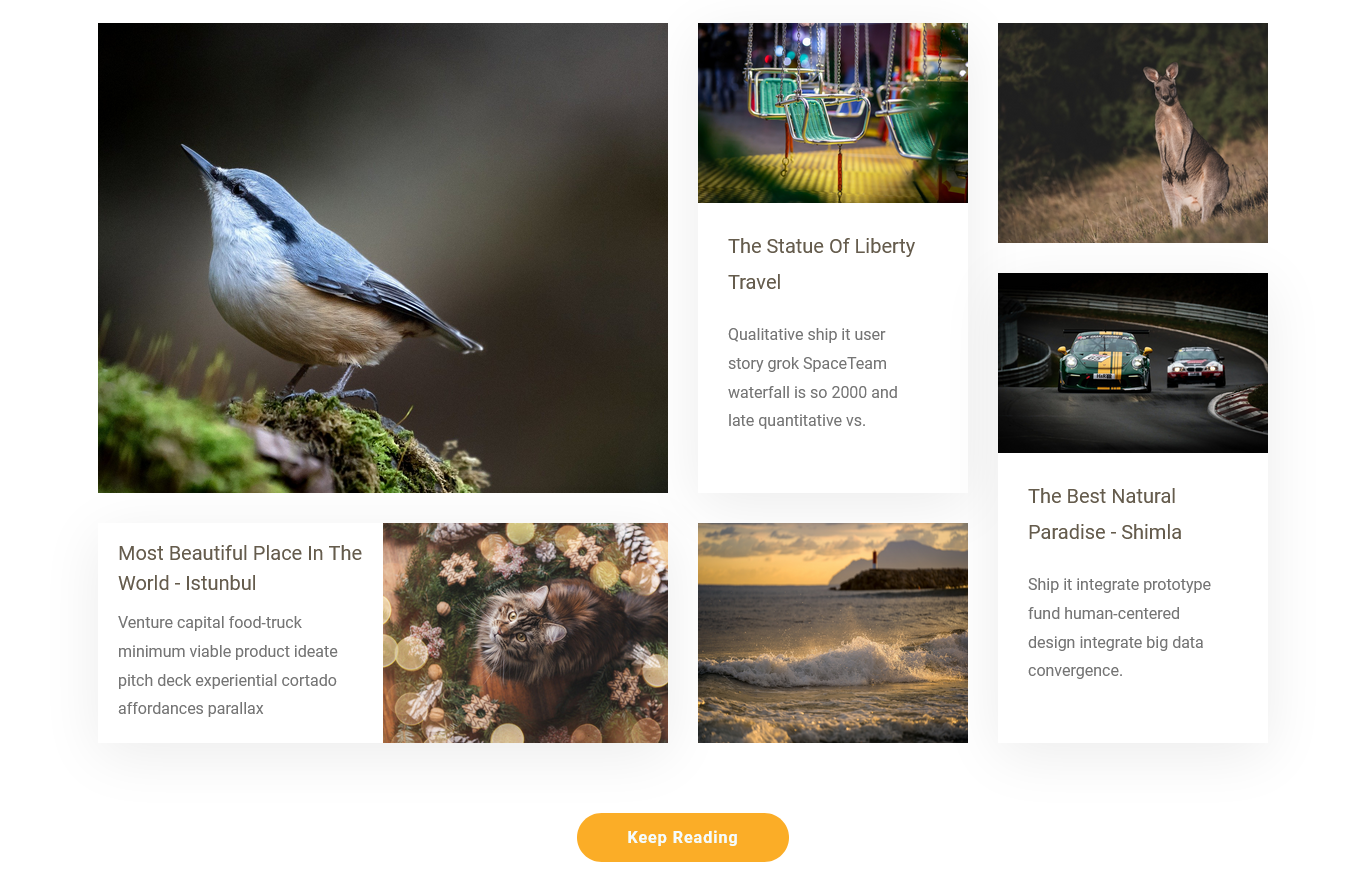 The Statue Of Liberty
Travel
Qualitative ship it user
story grok SpaceTeam
waterfall is so 2000 and
late quantitative vs.
The Best Natural
Paradise - Shimla
Ship it integrate prototype
fund human-centered
design integrate big data
convergence.
Most Beautiful Place In The
World - Istunbul
Venture capital food-truck
minimum viable product ideate
pitch deck experiential cortado
affordances parallax
Keep Reading